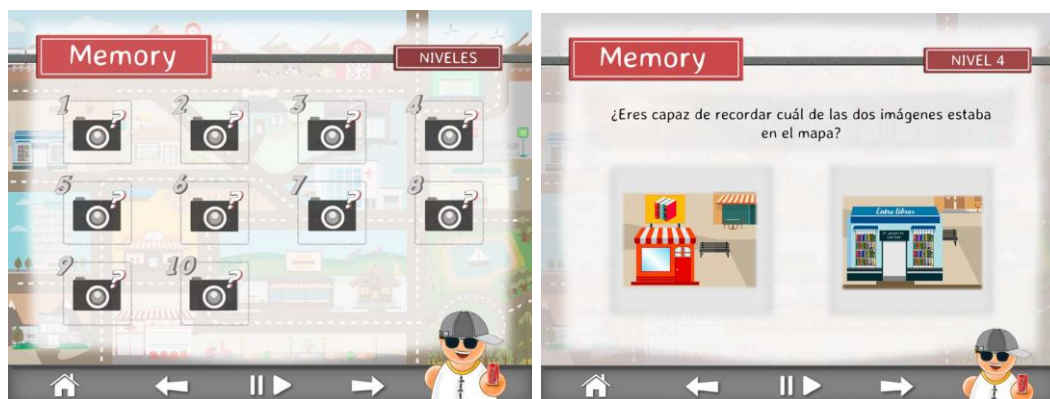 Memory
NIVELES
1
2
3
4
5
6
7
8
9
10
Memory
NIVEL 4
¿Eres capaz de recordar cuál de las dos imágenes estaba
en el mapa?
Entre libros